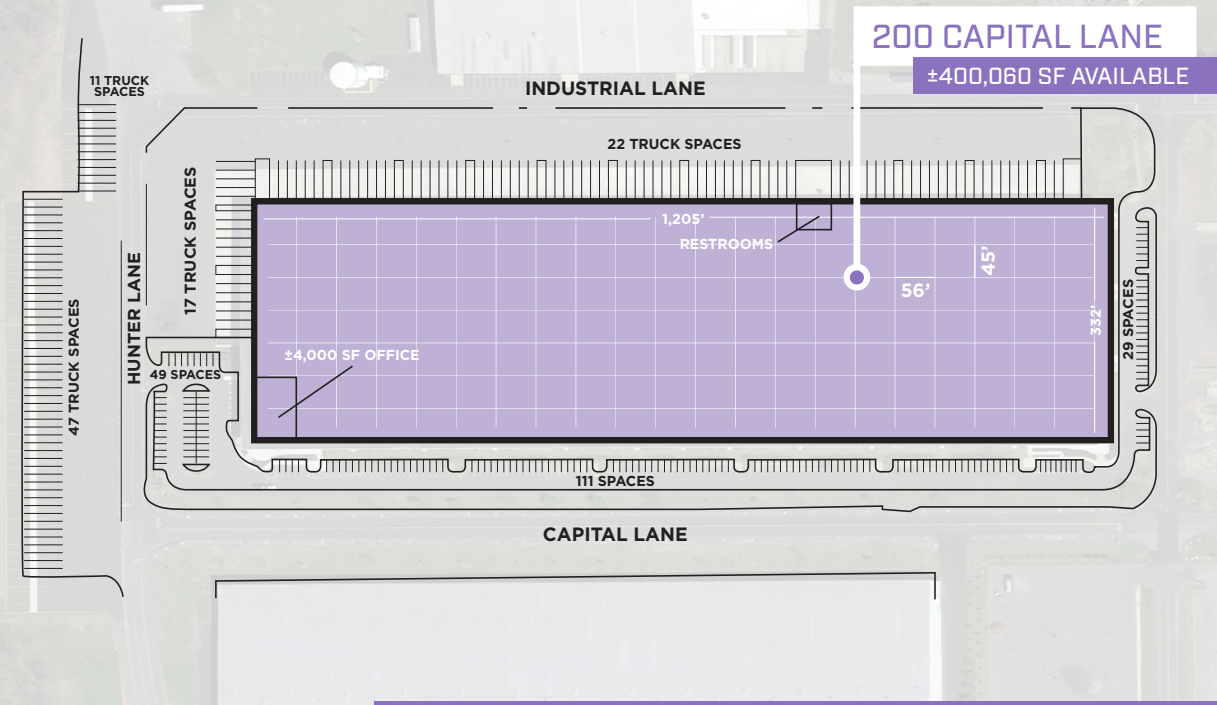 200 CAPITAL LANE
±400,060 SF AVAILABLE
11 TRUCK
SPACES
INDUSTRIAL LANE
22 TRUCK SPACES
17 TRUCK SPACES
1,205’
RESTROOMS
45’
56’
332’
29 SPACES
HUNTER LANE
47 TRUCK SPACES
±4,000 SF OFFICE
49 SPACES
111 SPACES
CAPITAL LANE